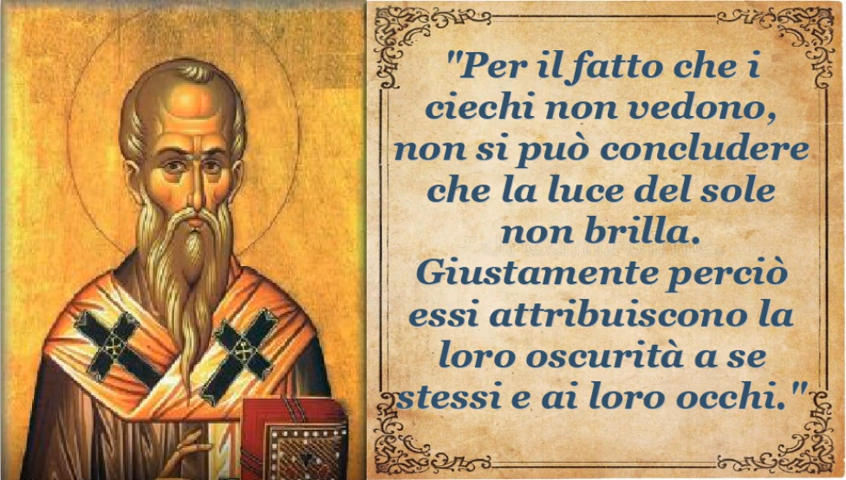 "Per il fatto che i
ciechi non vedono,
non si può concludere
che la luce del sole
non brilla.
Giustamente perciò
essi attribuiscono la
loro oscurità a se
stessi e ai loro occhi."